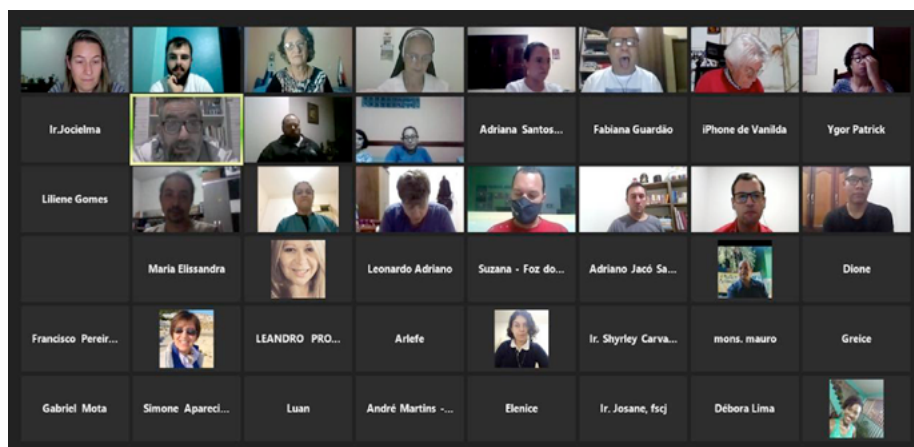 Ir.Jocielma
Adriana Santos...
Fabiana Guardão
iPhone de Vanilda
Ygor Patrick
Liliene Gomes
Maria Elissandra
Leonardo Adriano
Suzana - Foz do...
Adriano Jacó Sa...
Dione
Francisco Pereir...
LEANDRO PRO...
Arlefe
Ir. Shyrley Carva...
mons. mauro
Greice
Gabriel Mota
Simone Apareci...
Luan
André Martins -...
Elenice
Ir. Josane, fscj
Débora Lima